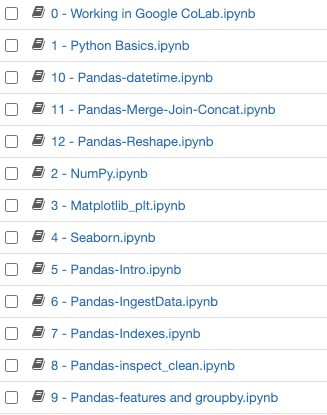 0 - Working in Google CoLab.ipynb
1 - Python Basics.ipynb
10 - Pandas-datetime.ipynb
11 - Pandas-Merge-Join-Concat.ipynb
12 - Pandas-Reshape.ipynb
2 - NumPy.ipynb
3 - Matplotlib_plt.ipynb
4 - Seaborn.ipynb
5 - Pandas-Intro.ipynb
6 - Pandas-IngestData.ipynb
7 - Pandas-Indexes.ipynb
8 - Pandas-inspect_clean.ipynb
9 - Pandas-features and groupby.ipynb